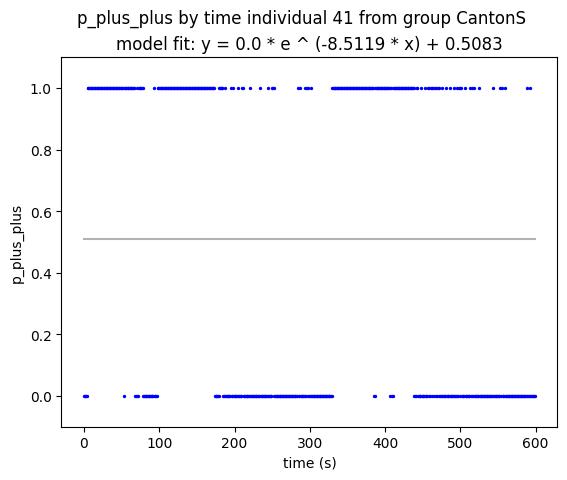 p_plus_plus by time individual 41 from group CantonS
model fit: y = 0.0 * e ^ (-8.5119 * x) + 0.5083
1.0
0.8
0.6
0.4
0.2
0.0
p_plus_plus
0 100 200 300 400 500 600
time (s)